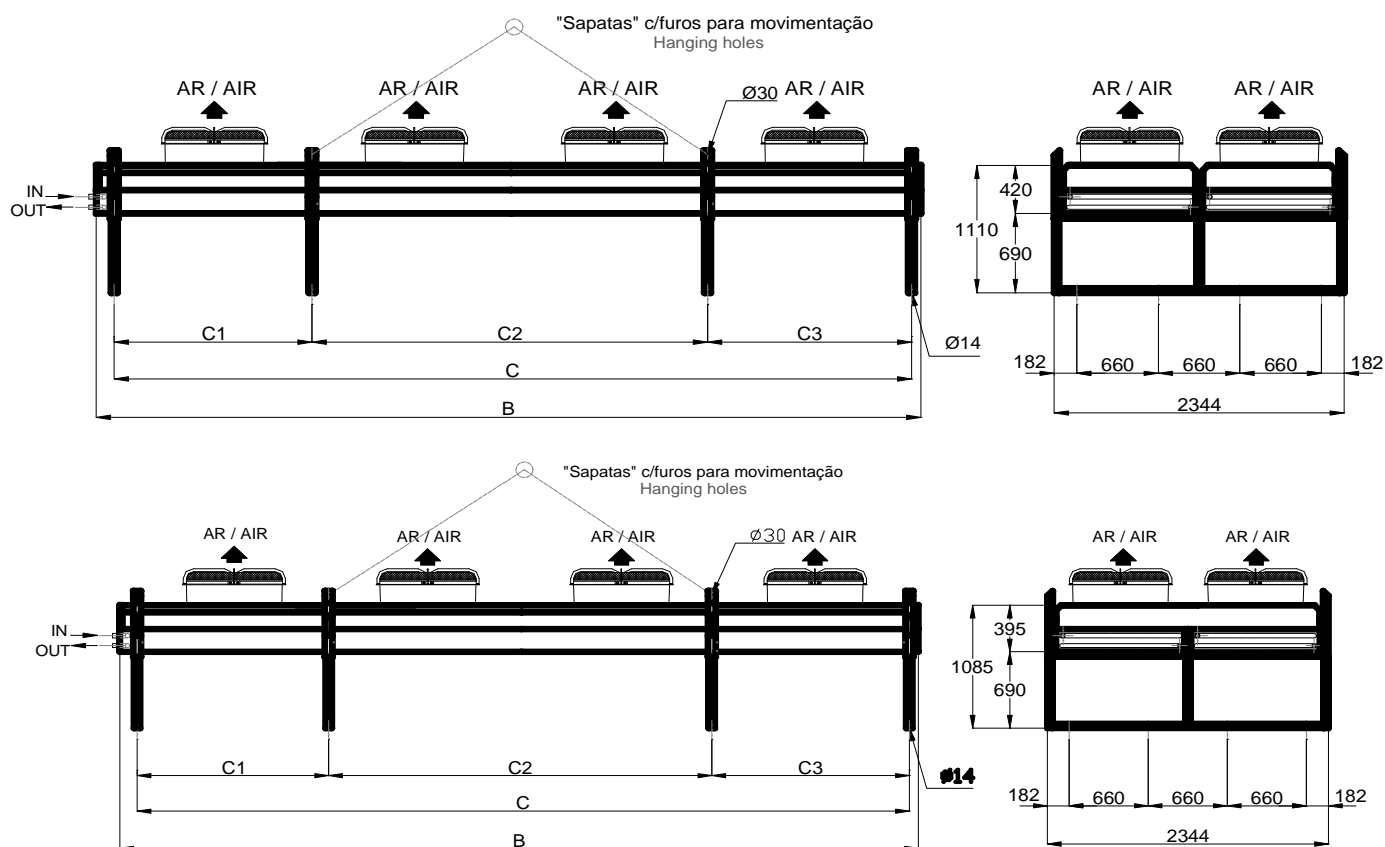 "Sapatas" c/furos para movimentação
Hanging holes
AR / AIR
AR / AIR
AR / AIR
AR / AIR
Ø30
IN
OUT
C1
C2
C3
Ø14
C
B
AR / AIR
AR / AIR
420
1110
690
182
660
660
660
182
2344
"Sapatas" c/furos para movimentação
Hanging holes
AR / AIR
AR / AIR
AR / AIR
Ø30
AR / AIR
IN
OUT
C1
C2
C3
Ø14
C
B
AR / AIR
AR / AIR
395
1085
690
182
660
660
660
182
2344